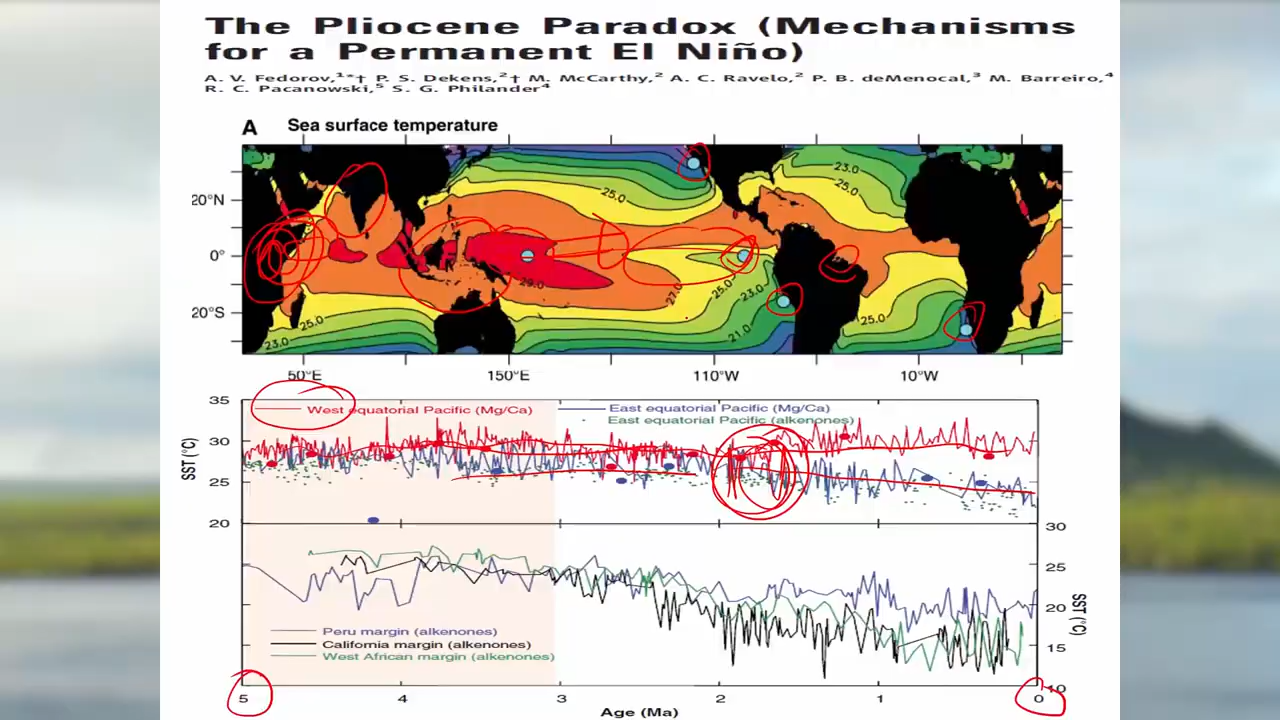 The Pliocene Paradox (Mechanisms
for a Permanent El Niño)
A. V. Fedorov,¹*† P. S. Dekens,²† M. McCarthy,² A. C. Ravelo,² P. B. deMenocal,³ M. Barreiro,⁴
R. C. Pacanowski,⁵ S. G. Philander⁴
A Sea surface temperature
20°N
0°
20°S
23.0
25.0
25.0
29.0
27.0
25.0
23.0
21.0
25.0
23.0
25.0
50°E 150°E 110°W 10°W
35
30
25
20
SST (°C)
West equatorial Pacific (Mg/Ca)
East equatorial Pacific (Mg/Ca)
East equatorial Pacific (alkenones)
30
25
20
15
10
SST (°C)
Peru margin (alkenones)
California margin (alkenones)
West African margin (alkenones)
5 4 3 2 1 0
Age (Ma)